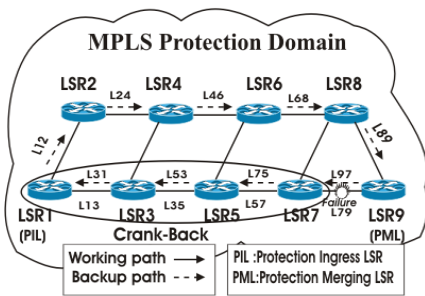 MPLS Protection Domain
LSR2 LSR4 LSR6 LSR8
L24 L46 L68
L12 L89
L31 L53 L75 L97
LSR1 L13 LSR3 L35 LSR5 L57 LSR7 Failure L79 LSR9
(PIL) (PML)
Crank-Back
Working path
Backup path
PIL :Protection Ingress LSR
PML:Protection Merging LSR